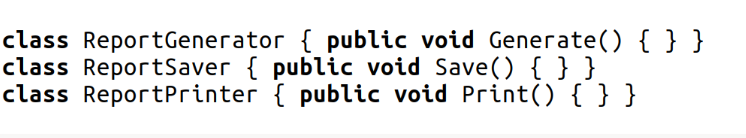 class ReportGenerator { public void Generate() { } }
class ReportSaver { public void Save() { } }
class ReportPrinter { public void Print() { } }